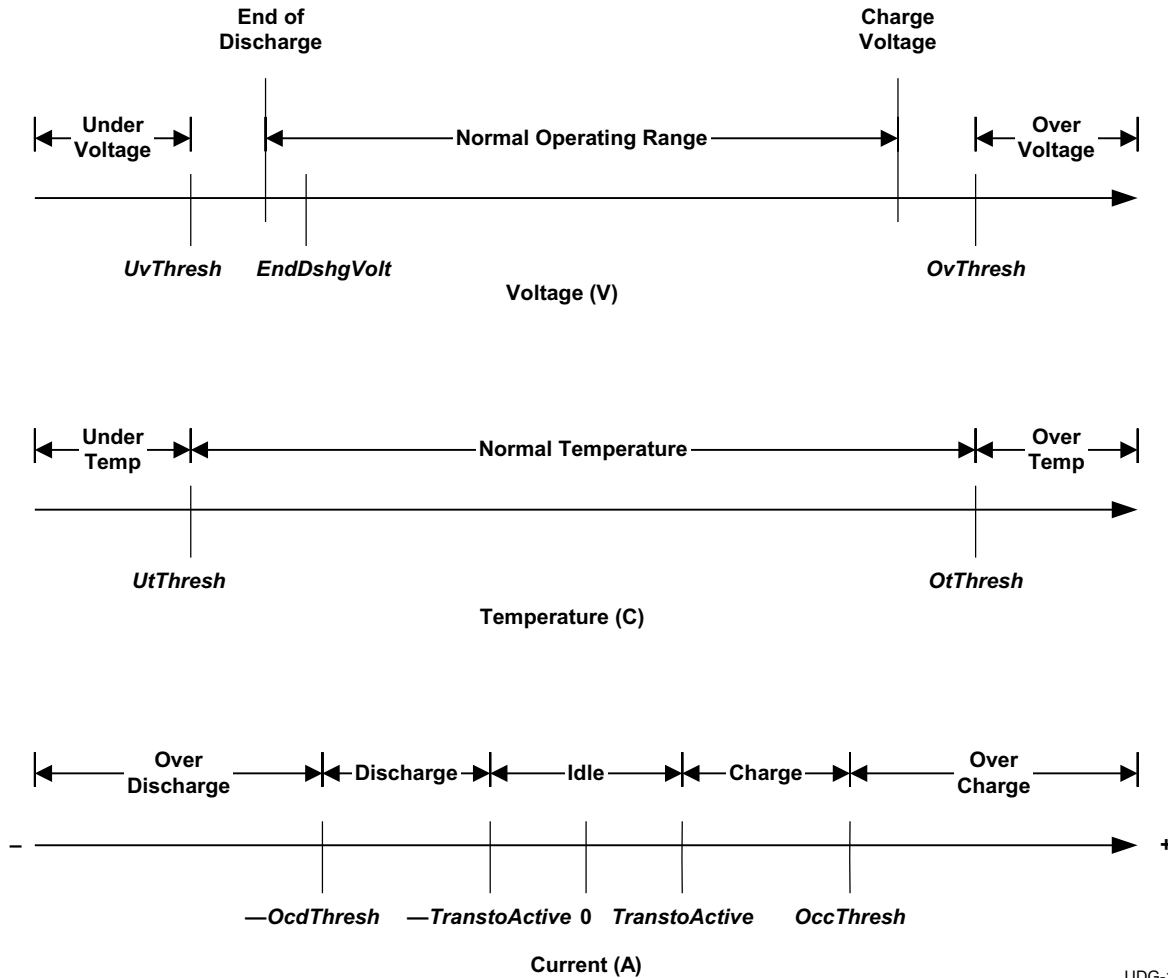 End of
Discharge
Charge
Voltage
Under
Voltage
Normal Operating Range
Over
Voltage
UvThresh
EndDshgVolt
OvThresh
Voltage (V)
Under
Temp
Normal Temperature
Over
Temp
UtThresh
OtThresh
Temperature (C)
Over
Discharge
Discharge
Idle
Charge
Over
Charge
–
+
—OcdThresh
—TranstoActive
0
TranstoActive
OccThresh
Current (A)